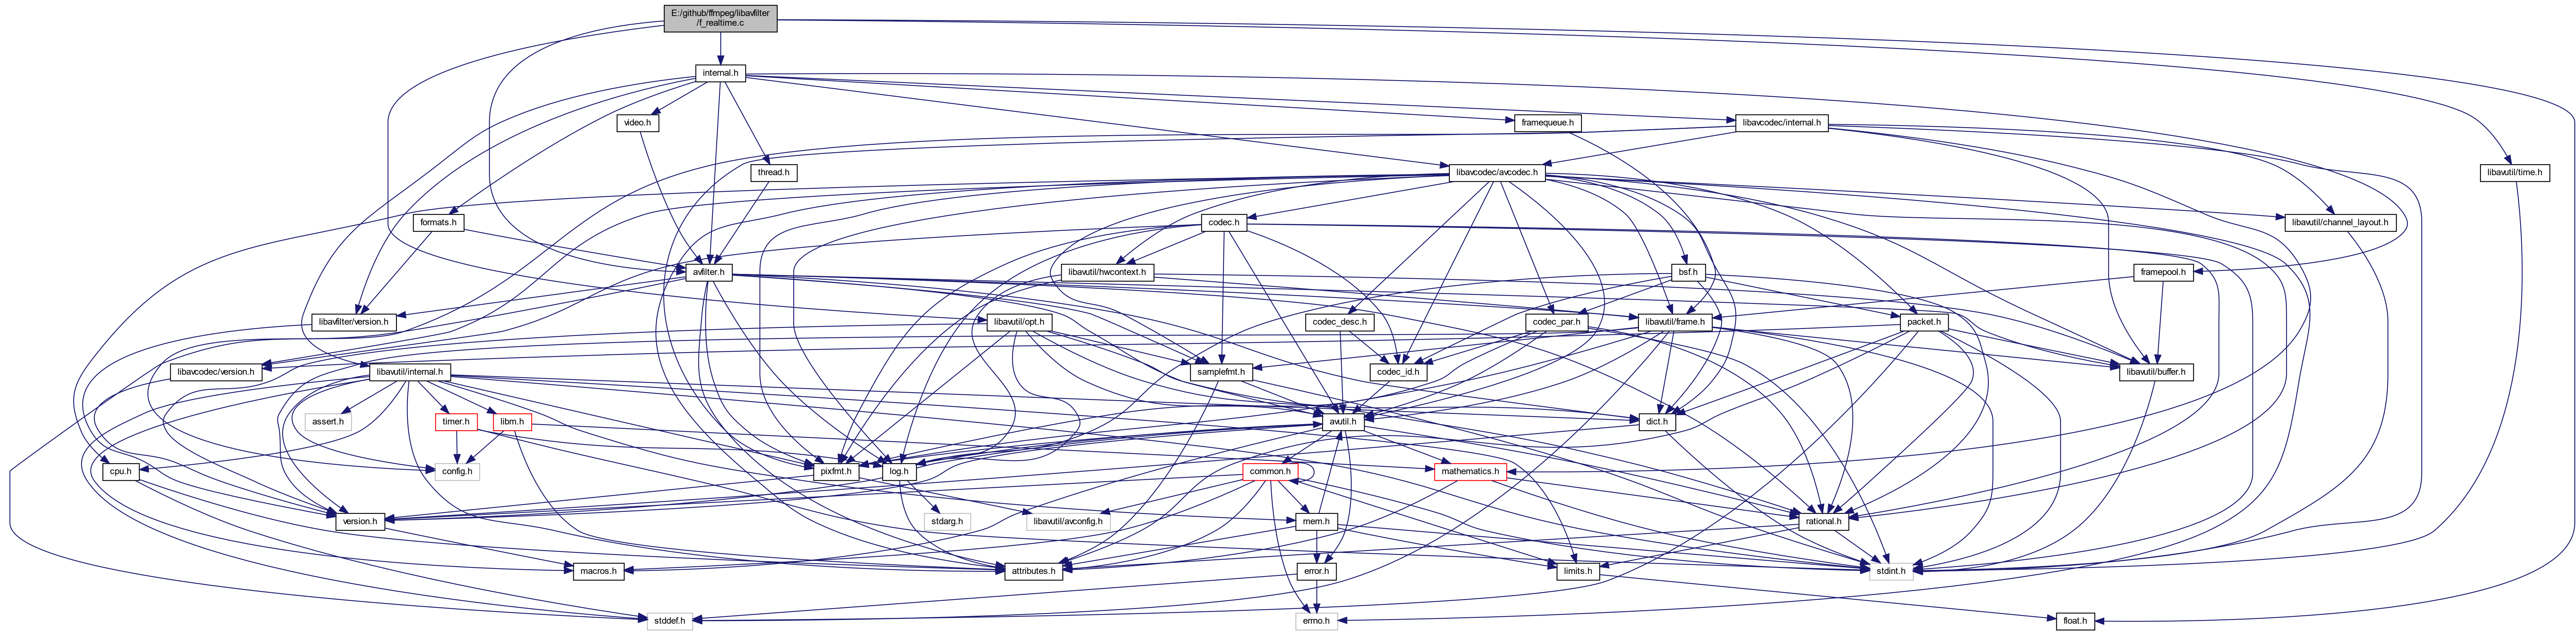 E:/github/ffmpeg/libavfilter
/f_realtime.c
internal.h
video.h
framequeue.h
libavcodec/internal.h
thread.h
libavcodec/avcodec.h
libavutil/time.h
formats.h
codec.h
libavutil/channel_layout.h
avfilter.h
libavutil/hwcontext.h
bsf.h
framepool.h
libavfilter/version.h
libavutil/opt.h
codec_desc.h
codec_par.h
libavutil/frame.h
packet.h
libavcodec/version.h
libavutil/internal.h
samplefmt.h
codec_id.h
libavutil/buffer.h
assert.h
timer.h
libm.h
avutil.h
dict.h
cpu.h
config.h
pixfmt.h
log.h
common.h
mathematics.h
version.h
stdarg.h
libavutil/avconfig.h
mem.h
rational.h
macros.h
attributes.h
error.h
limits.h
stdint.h
stddef.h
errno.h
float.h